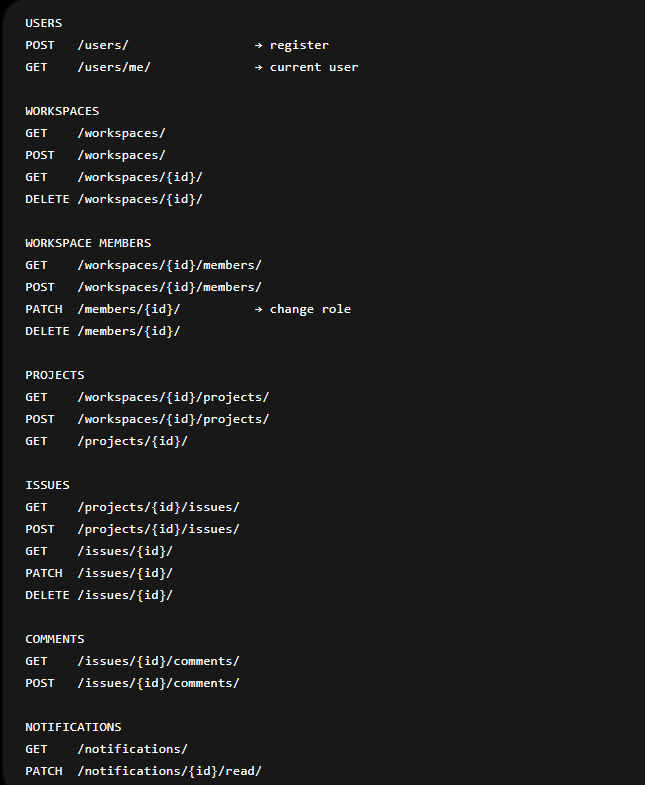 USERS
POST /users/ → register
GET /users/me/ → current user
WORKSPACES
GET /workspaces/
POST /workspaces/
GET /workspaces/{id}/
DELETE /workspaces/{id}/
WORKSPACE MEMBERS
GET /workspaces/{id}/members/
POST /workspaces/{id}/members/
PATCH /members/{id}/ → change role
DELETE /members/{id}/
PROJECTS
GET /workspaces/{id}/projects/
POST /workspaces/{id}/projects/
GET /projects/{id}/
ISSUES
GET /projects/{id}/issues/
POST /projects/{id}/issues/
GET /issues/{id}/
PATCH /issues/{id}/
DELETE /issues/{id}/
COMMENTS
GET /issues/{id}/comments/
POST /issues/{id}/comments/
NOTIFICATIONS
GET /notifications/
PATCH /notifications/{id}/read/